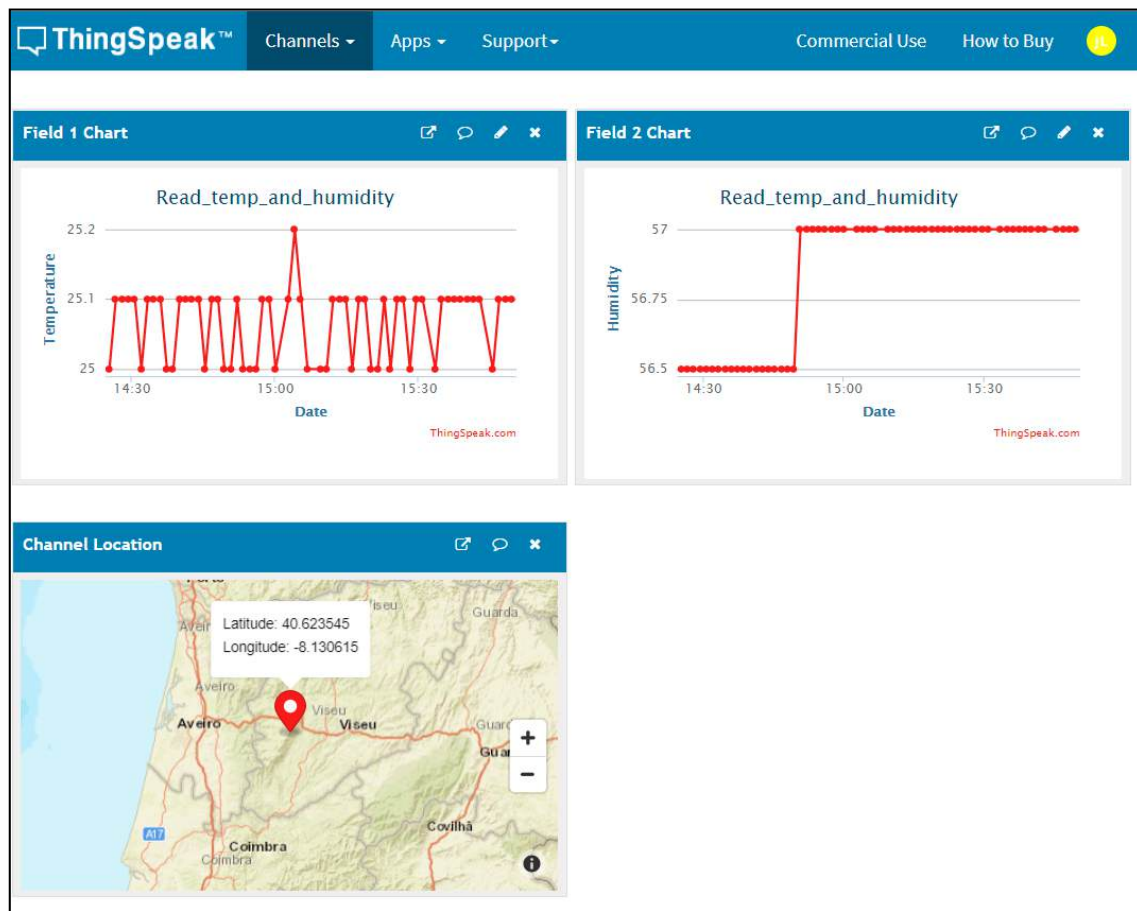 ThingSpeak™ Channels Apps Support Commercial Use How to Buy
Field 1 Chart
Read_temp_and_humidity
25.2
25.1
25
Temperature
14:30 15:00 15:30
Date
ThingSpeak.com
Field 2 Chart
Read_temp_and_humidity
57
56.75
56.5
Humidity
14:30 15:00 15:30
Date
ThingSpeak.com
Channel Location
Latitude: 40.623545
Longitude: -8.130615
Guarda
Aveiro
Viseu
Aveiro
Viseu
Covilhã
A17
Coimbra
Coimbra
+
−